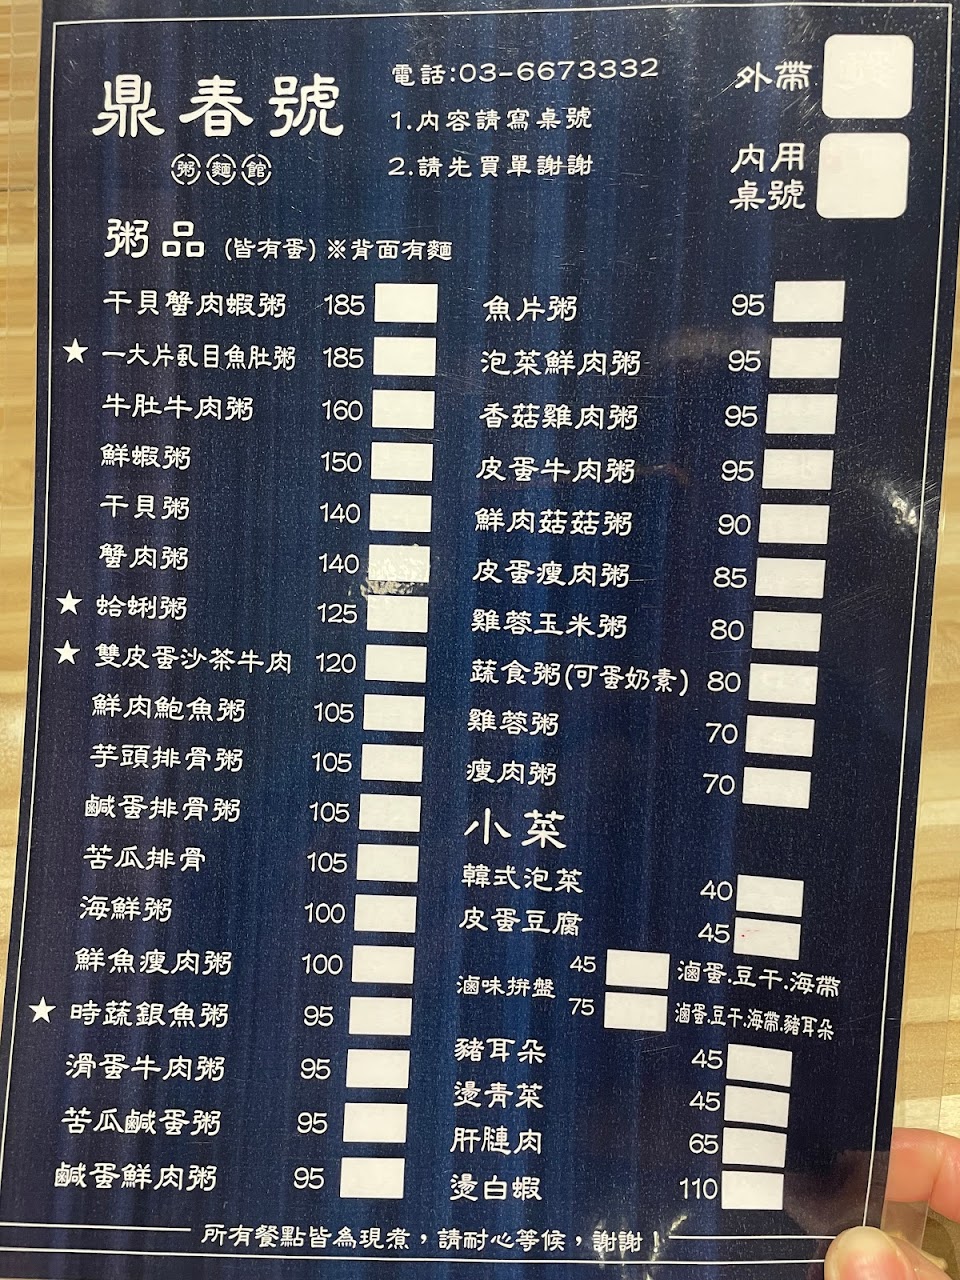 鼎春號
粥麵館
電話:03-6673332
1.內容請寫桌號
2.請先買單謝謝
外帶
內用
桌號
粥品 (皆有蛋) ※背面有麵
干貝蟹肉蝦粥 185
★ 一大片虱目魚肚粥 185
牛肚牛肉粥 160
鮮蝦粥 150
干貝粥 140
蟹肉粥 140
★ 蛤蜊粥 125
★ 雙皮蛋沙茶牛肉 120
鮮肉鮑魚粥 105
芋頭排骨粥 105
鹹蛋排骨粥 105
苦瓜排骨 105
海鮮粥 100
鮮魚瘦肉粥 100
★ 時蔬銀魚粥 95
滑蛋牛肉粥 95
苦瓜鹹蛋粥 95
鹹蛋鮮肉粥 95
魚片粥 95
泡菜鮮肉粥 95
香菇雞肉粥 95
皮蛋牛肉粥 95
鮮肉菇菇粥 90
皮蛋瘦肉粥 85
雞蓉玉米粥 80
蔬食粥(可蛋奶素) 80
雞蓉粥 70
瘦肉粥 70
小菜
韓式泡菜 40
皮蛋豆腐 45
滷味拚盤
45 滷蛋.豆干.海帶
75 滷蛋.豆干.海帶.豬耳朵
豬耳朵 45
燙青菜 45
肝膴肉 65
燙白蝦 110
所有餐點皆為現煮，請耐心等候，謝謝！